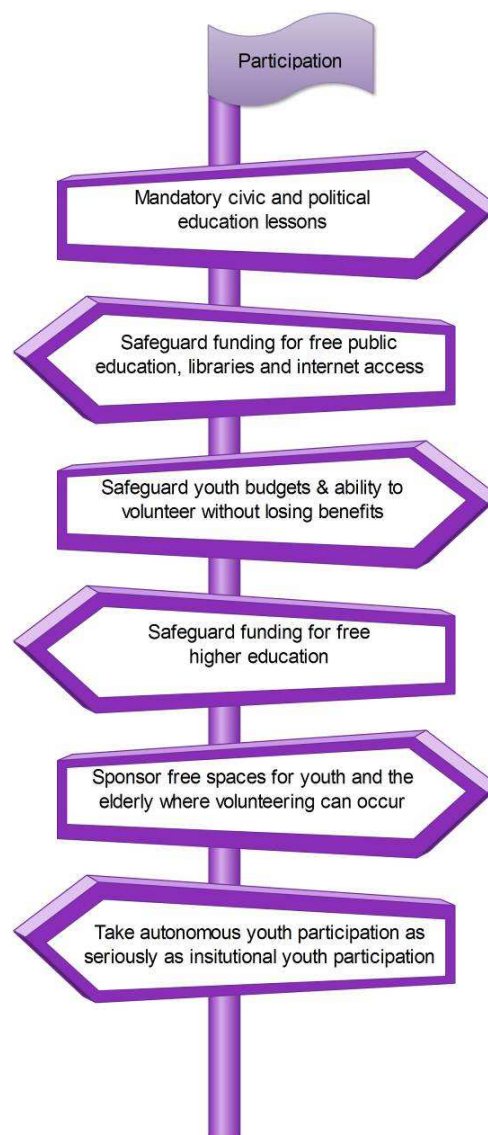 Participation
Mandatory civic and political
education lessons
Safeguard funding for free public
education, libraries and internet access
Safeguard youth budgets & ability to
volunteer without losing benefits
Safeguard funding for free
higher education
Sponsor free spaces for youth and the
elderly where volunteering can occur
Take autonomous youth participation as
seriously as insitutional youth participation